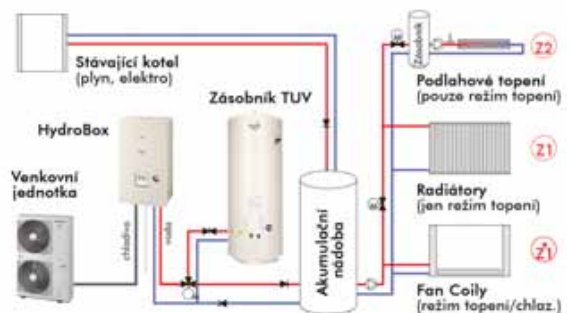 Stávající kotel
(plyn, elektro)
Zásobník TUV
HydroBox
Venkovní
jednotka
chladivo
voda
Akumulační
nádoba
Zásobník
Z2
Podlahové topení
(pouze režim topení)
Z1
Radiátory
(jen režim topení)
Z1
Fan Coily
(režim topení/chlaz.)